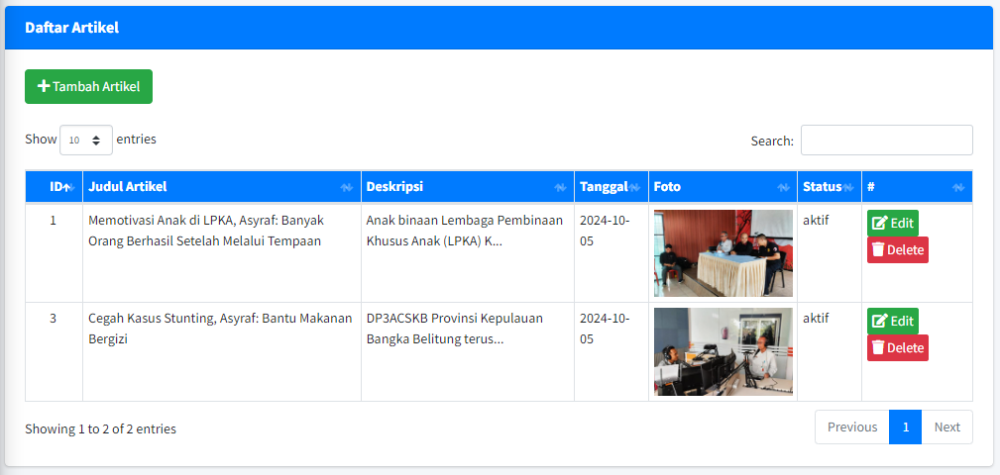 Daftar Artikel
Tambah Artikel
Show 10 entries
Search:
ID Judul Artikel Deskripsi Tanggal Foto Status #
1 Memotivasi Anak di LPKA, Asyraf: Banyak Anak binaan Lembaga Pembinaan 2024-10- aktif Edit
Orang Berhasil Setelah Melalui Tempaan Khusus Anak (LPKA) K... 05 Delete
3 Cegah Kasus Stunting, Asyraf: Bantu Makanan DP3ACSKB Provinsi Kepulauan 2024-10- aktif Edit
Bergizi Bangka Belitung terus... 05 Delete
Showing 1 to 2 of 2 entries
Previous 1 Next